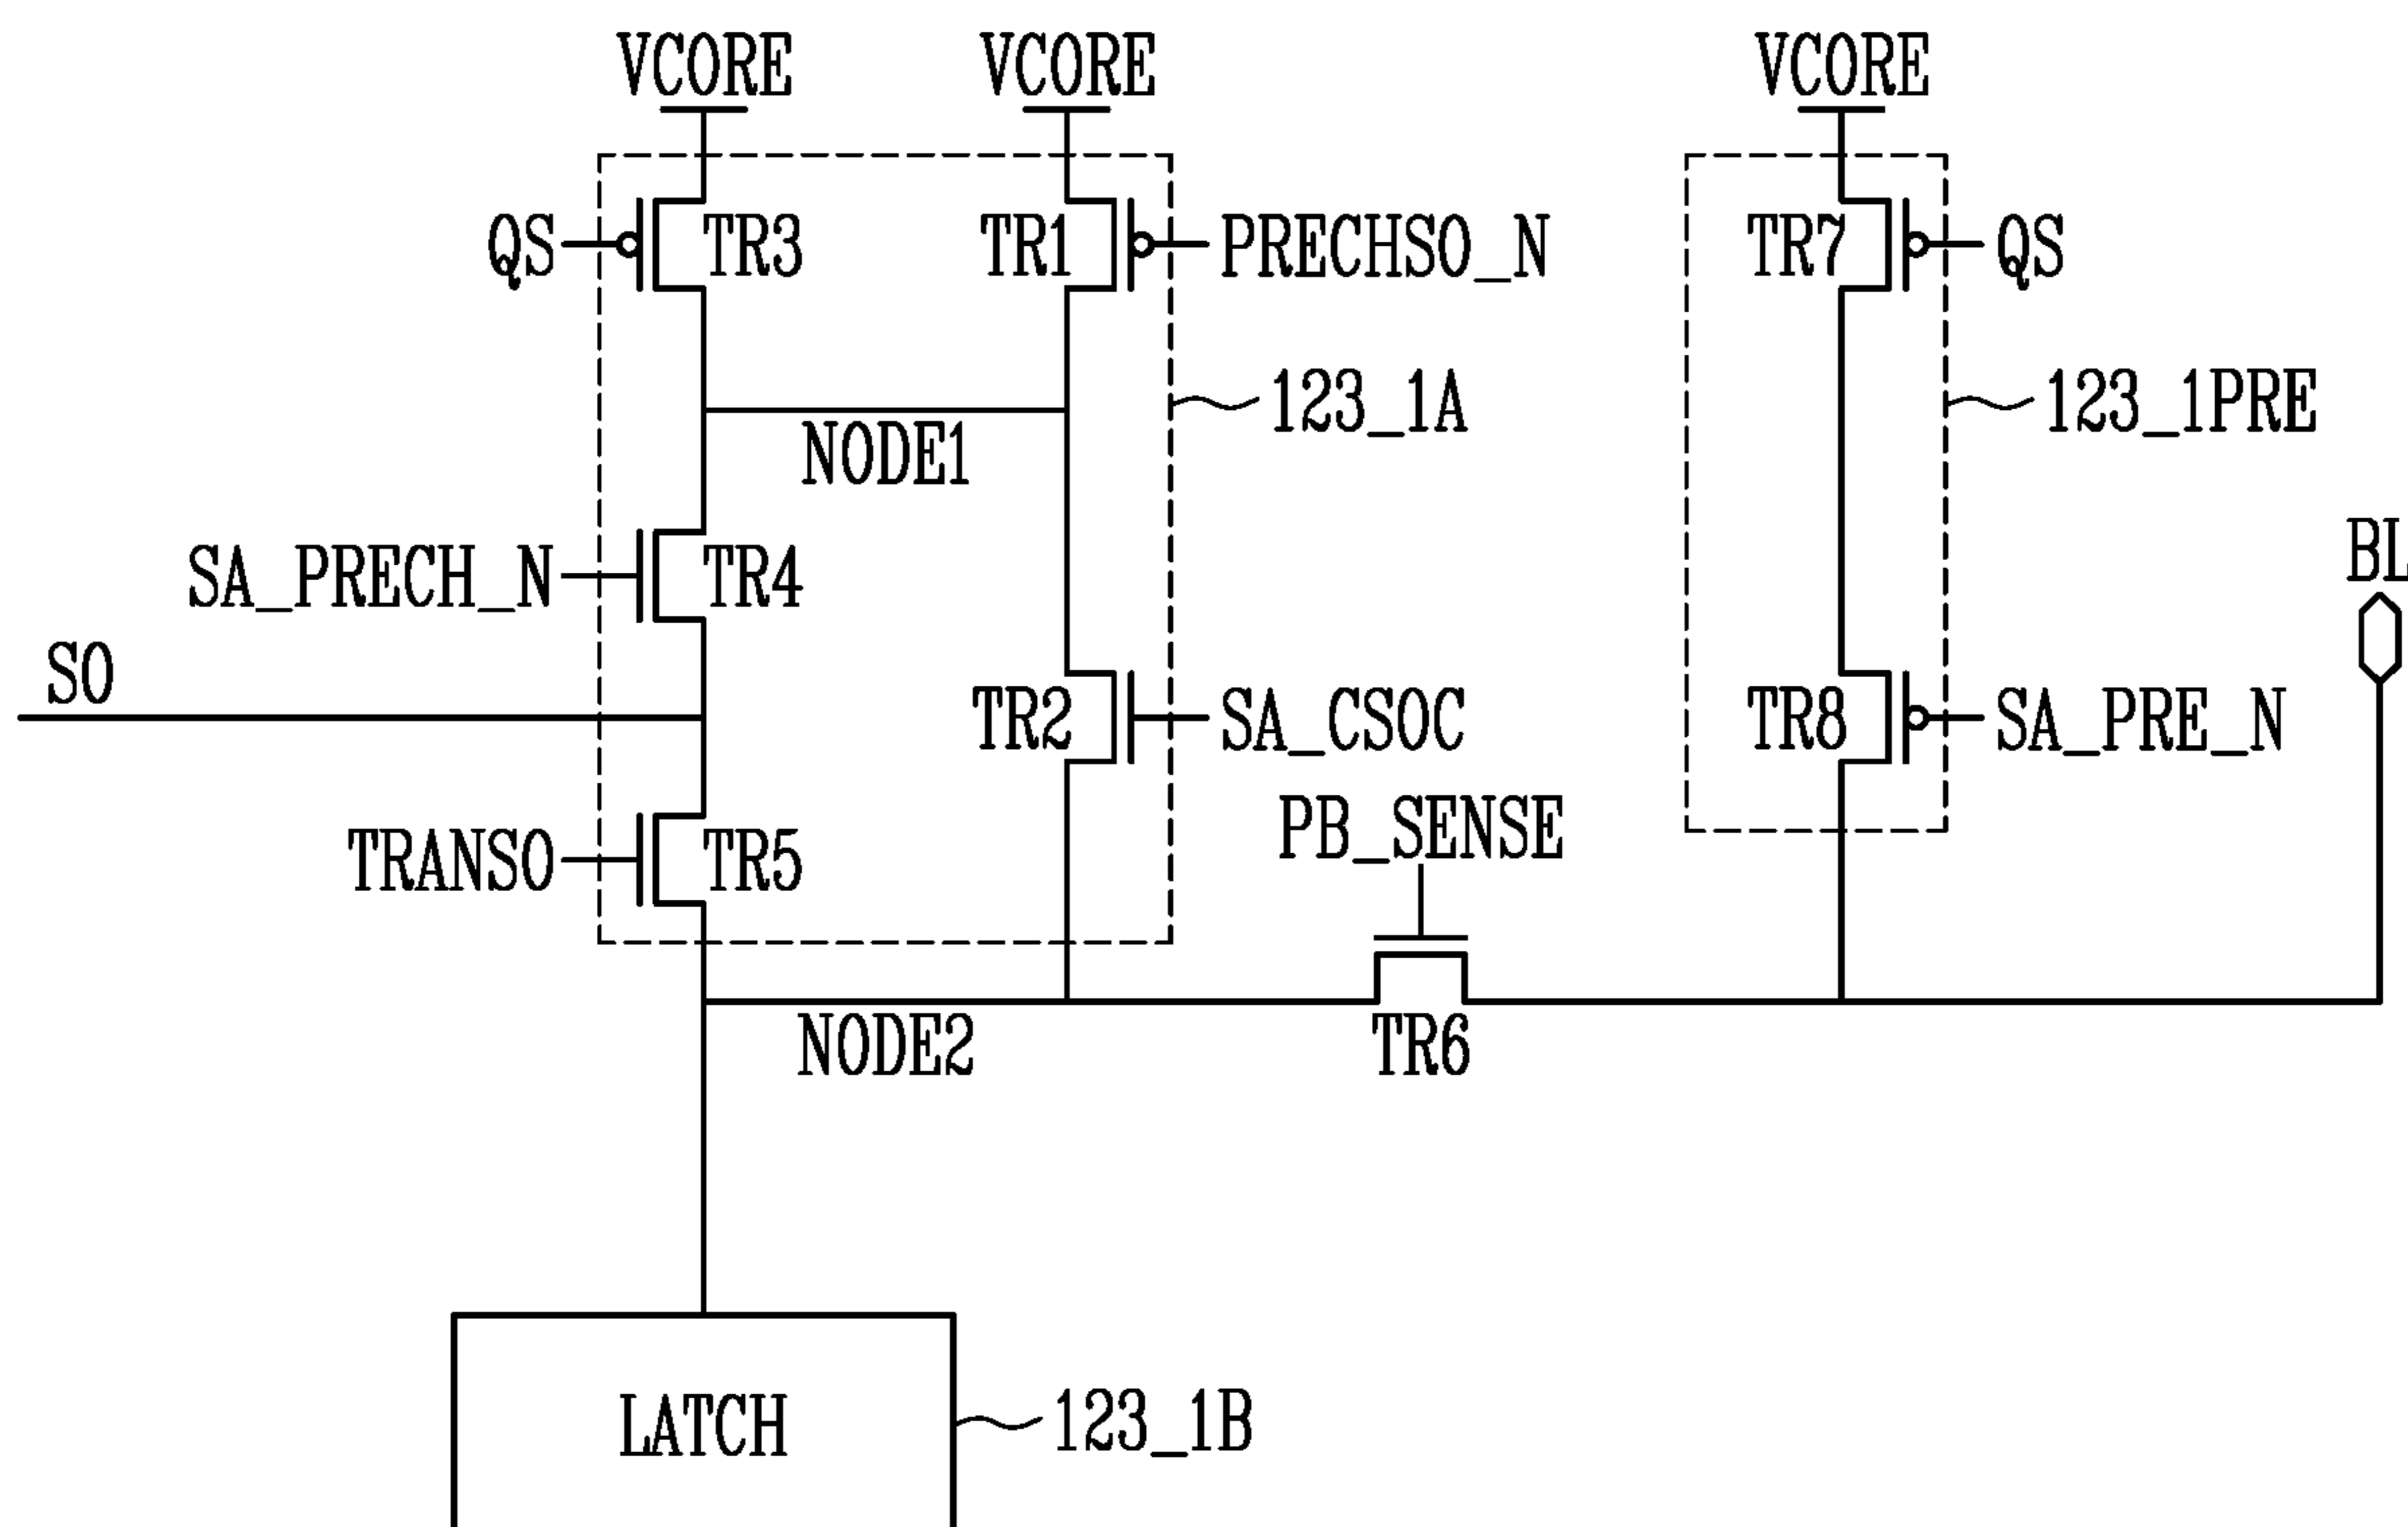 VCORE VCORE VCORE
QS TR3 TR1 PRECHSO_N TR7 QS
123_1A 123_1PRE
NODE1
BL
SA_PRECH_N TR4
SO
TR2 SA_CSOC TR8 SA_PRE_N
PB_SENSE
TRANSO TR5
NODE2 TR6
LATCH 123_1B